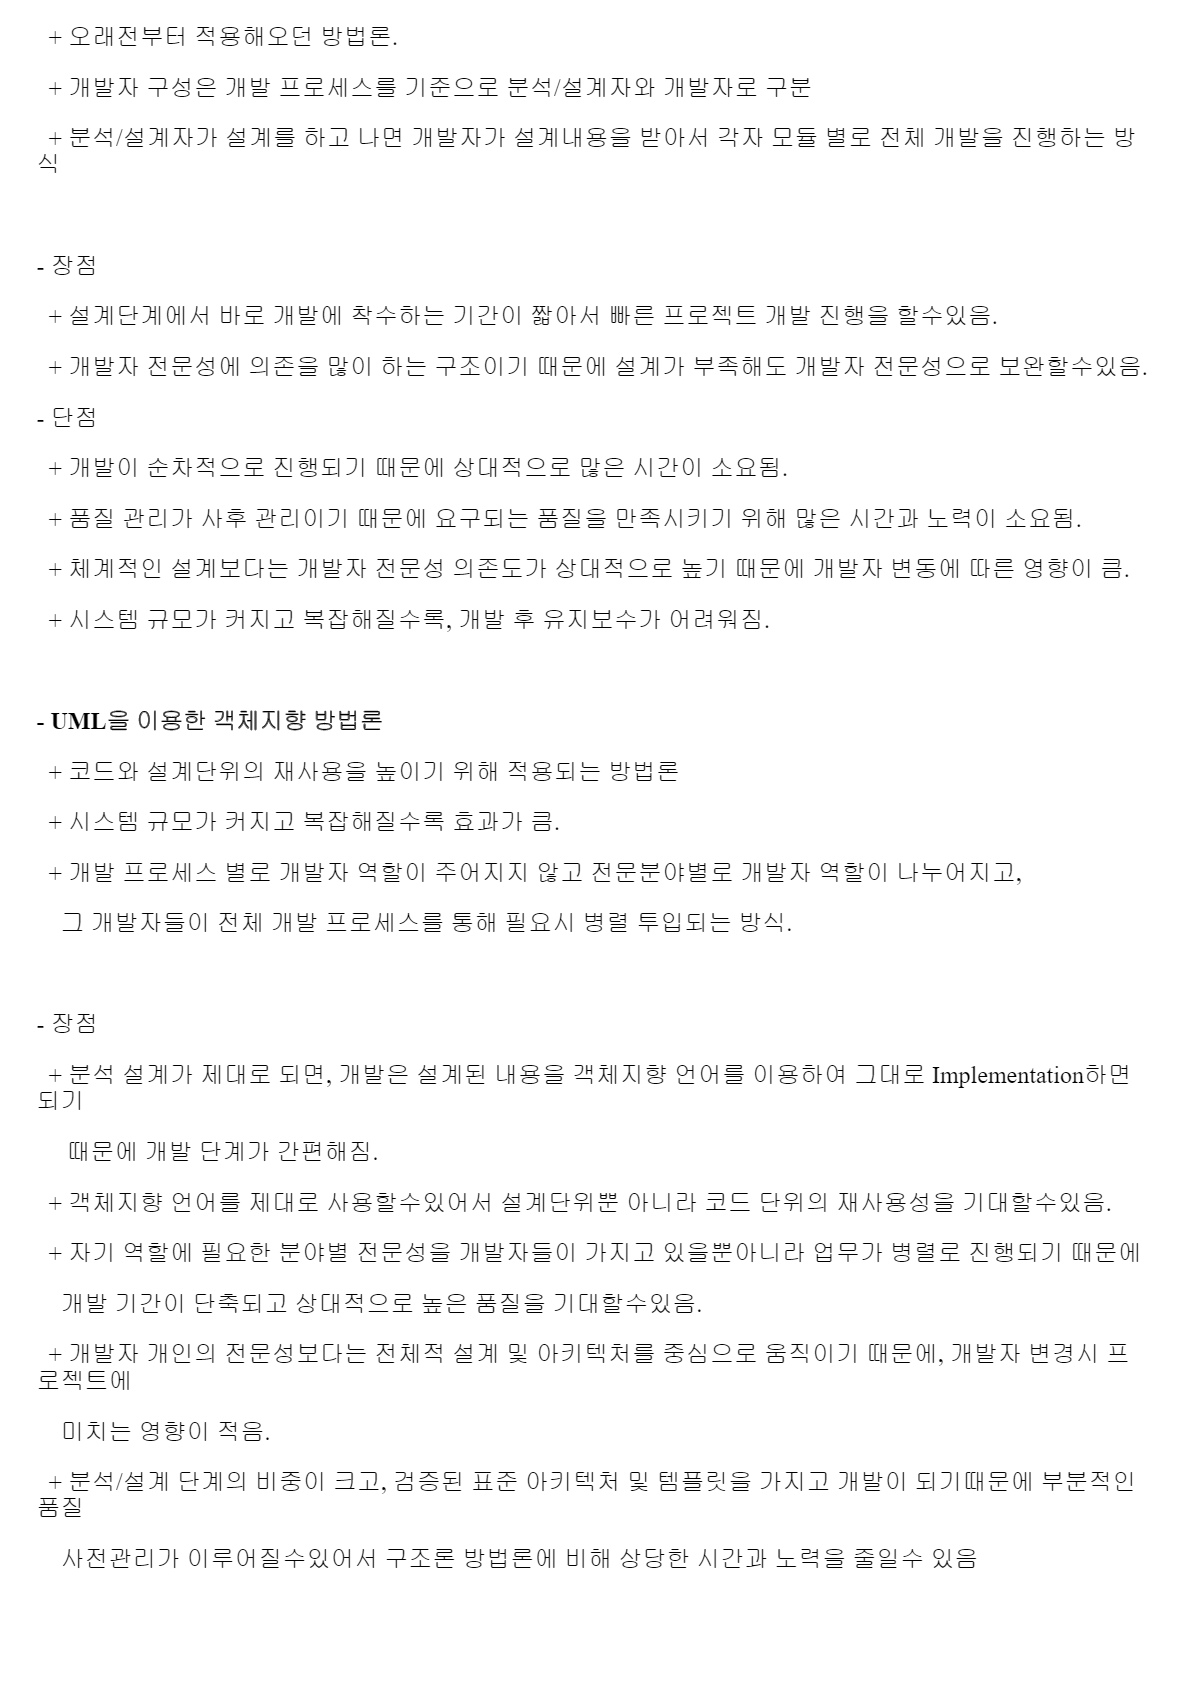 + 오래전부터 적용해오던 방법론.
+ 개발자 구성은 개발 프로세스를 기준으로 분석/설계자와 개발자로 구분
+ 분석/설계자가 설계를 하고 나면 개발자가 설계내용을 받아서 각자 모듈 별로 전체 개발을 진행하는 방
식
- 장점
+ 설계단계에서 바로 개발에 착수하는 기간이 짧아서 빠른 프로젝트 개발 진행을 할수있음.
+ 개발자 전문성에 의존을 많이 하는 구조이기 때문에 설계가 부족해도 개발자 전문성으로 보완할수있음.
- 단점
+ 개발이 순차적으로 진행되기 때문에 상대적으로 많은 시간이 소요됨.
+ 품질 관리가 사후 관리이기 때문에 요구되는 품질을 만족시키기 위해 많은 시간과 노력이 소요됨.
+ 체계적인 설계보다는 개발자 전문성 의존도가 상대적으로 높기 때문에 개발자 변동에 따른 영향이 큼.
+ 시스템 규모가 커지고 복잡해질수록, 개발 후 유지보수가 어려워짐.
- UML을 이용한 객체지향 방법론
+ 코드와 설계단위의 재사용을 높이기 위해 적용되는 방법론
+ 시스템 규모가 커지고 복잡해질수록 효과가 큼.
+ 개발 프로세스 별로 개발자 역할이 주어지지 않고 전문분야별로 개발자 역할이 나누어지고,
그 개발자들이 전체 개발 프로세스를 통해 필요시 병렬 투입되는 방식.
- 장점
+ 분석 설계가 제대로 되면, 개발은 설계된 내용을 객체지향 언어를 이용하여 그대로 Implementation하면
되기
때문에 개발 단계가 간편해짐.
+ 객체지향 언어를 제대로 사용할수있어서 설계단위뿐 아니라 코드 단위의 재사용성을 기대할수있음.
+ 자기 역할에 필요한 분야별 전문성을 개발자들이 가지고 있을뿐아니라 업무가 병렬로 진행되기 때문에
개발 기간이 단축되고 상대적으로 높은 품질을 기대할수있음.
+ 개발자 개인의 전문성보다는 전체적 설계 및 아키텍처를 중심으로 움직이기 때문에, 개발자 변경시 프
로젝트에
미치는 영향이 적음.
+ 분석/설계 단계의 비중이 크고, 검증된 표준 아키텍처 및 템플릿을 가지고 개발이 되기때문에 부분적인
품질
사전관리가 이루어질수있어서 구조론 방법론에 비해 상당한 시간과 노력을 줄일수 있음